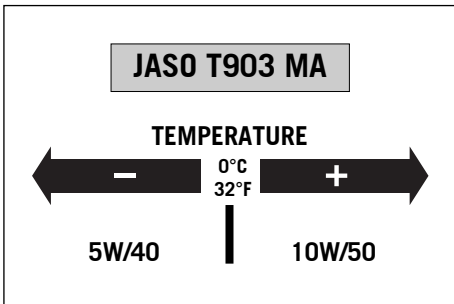 JASO T903 MA
TEMPERATURE
– 0°C +
32°F
5W/40 10W/50